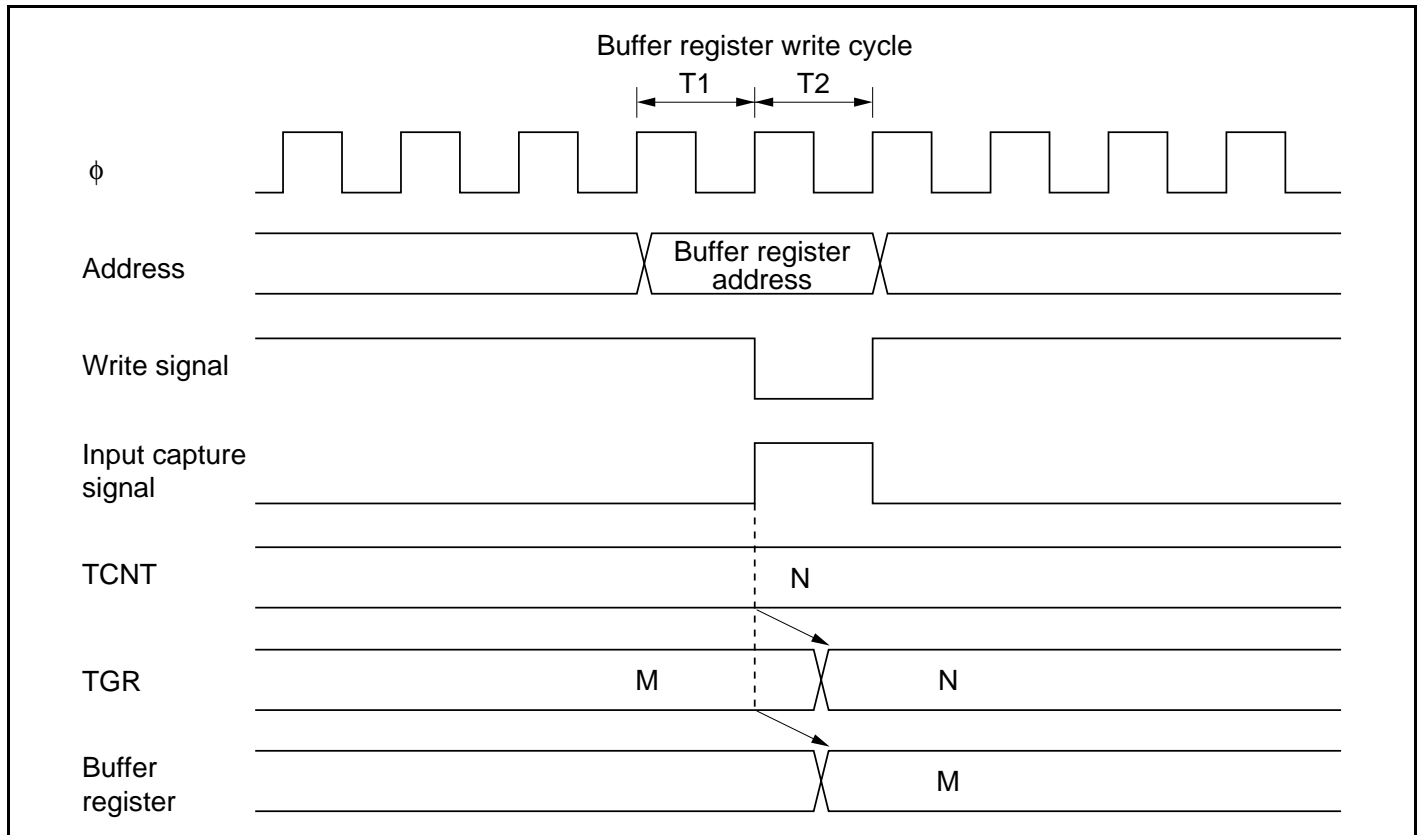 Buffer register write cycle
T1 T2
ϕ
Address
Buffer register
address
Write signal
Input capture
signal
TCNT
N
TGR
M N
Buffer
register
M